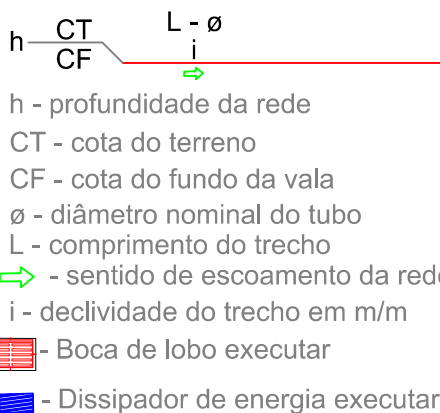 h CT L - ø
CF i
h - profundidade da rede
CT - cota do terreno
CF - cota do fundo da vala
ø - diâmetro nominal do tubo
L - comprimento do trecho
- sentido de escoamento da rede
i - declividade do trecho em m/m
- Boca de lobo executar
- Dissipador de energia executar